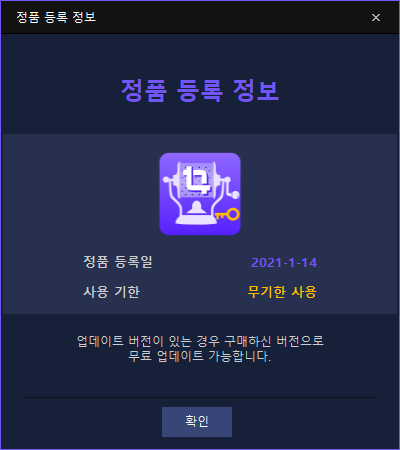 정품 등록 정보
정품 등록 정보
정품 등록일 2021-1-14
사용 기한 무기한 사용
업데이트 버전이 있는 경우 구매하신 버전으로
무료 업데이트 가능합니다.
확인